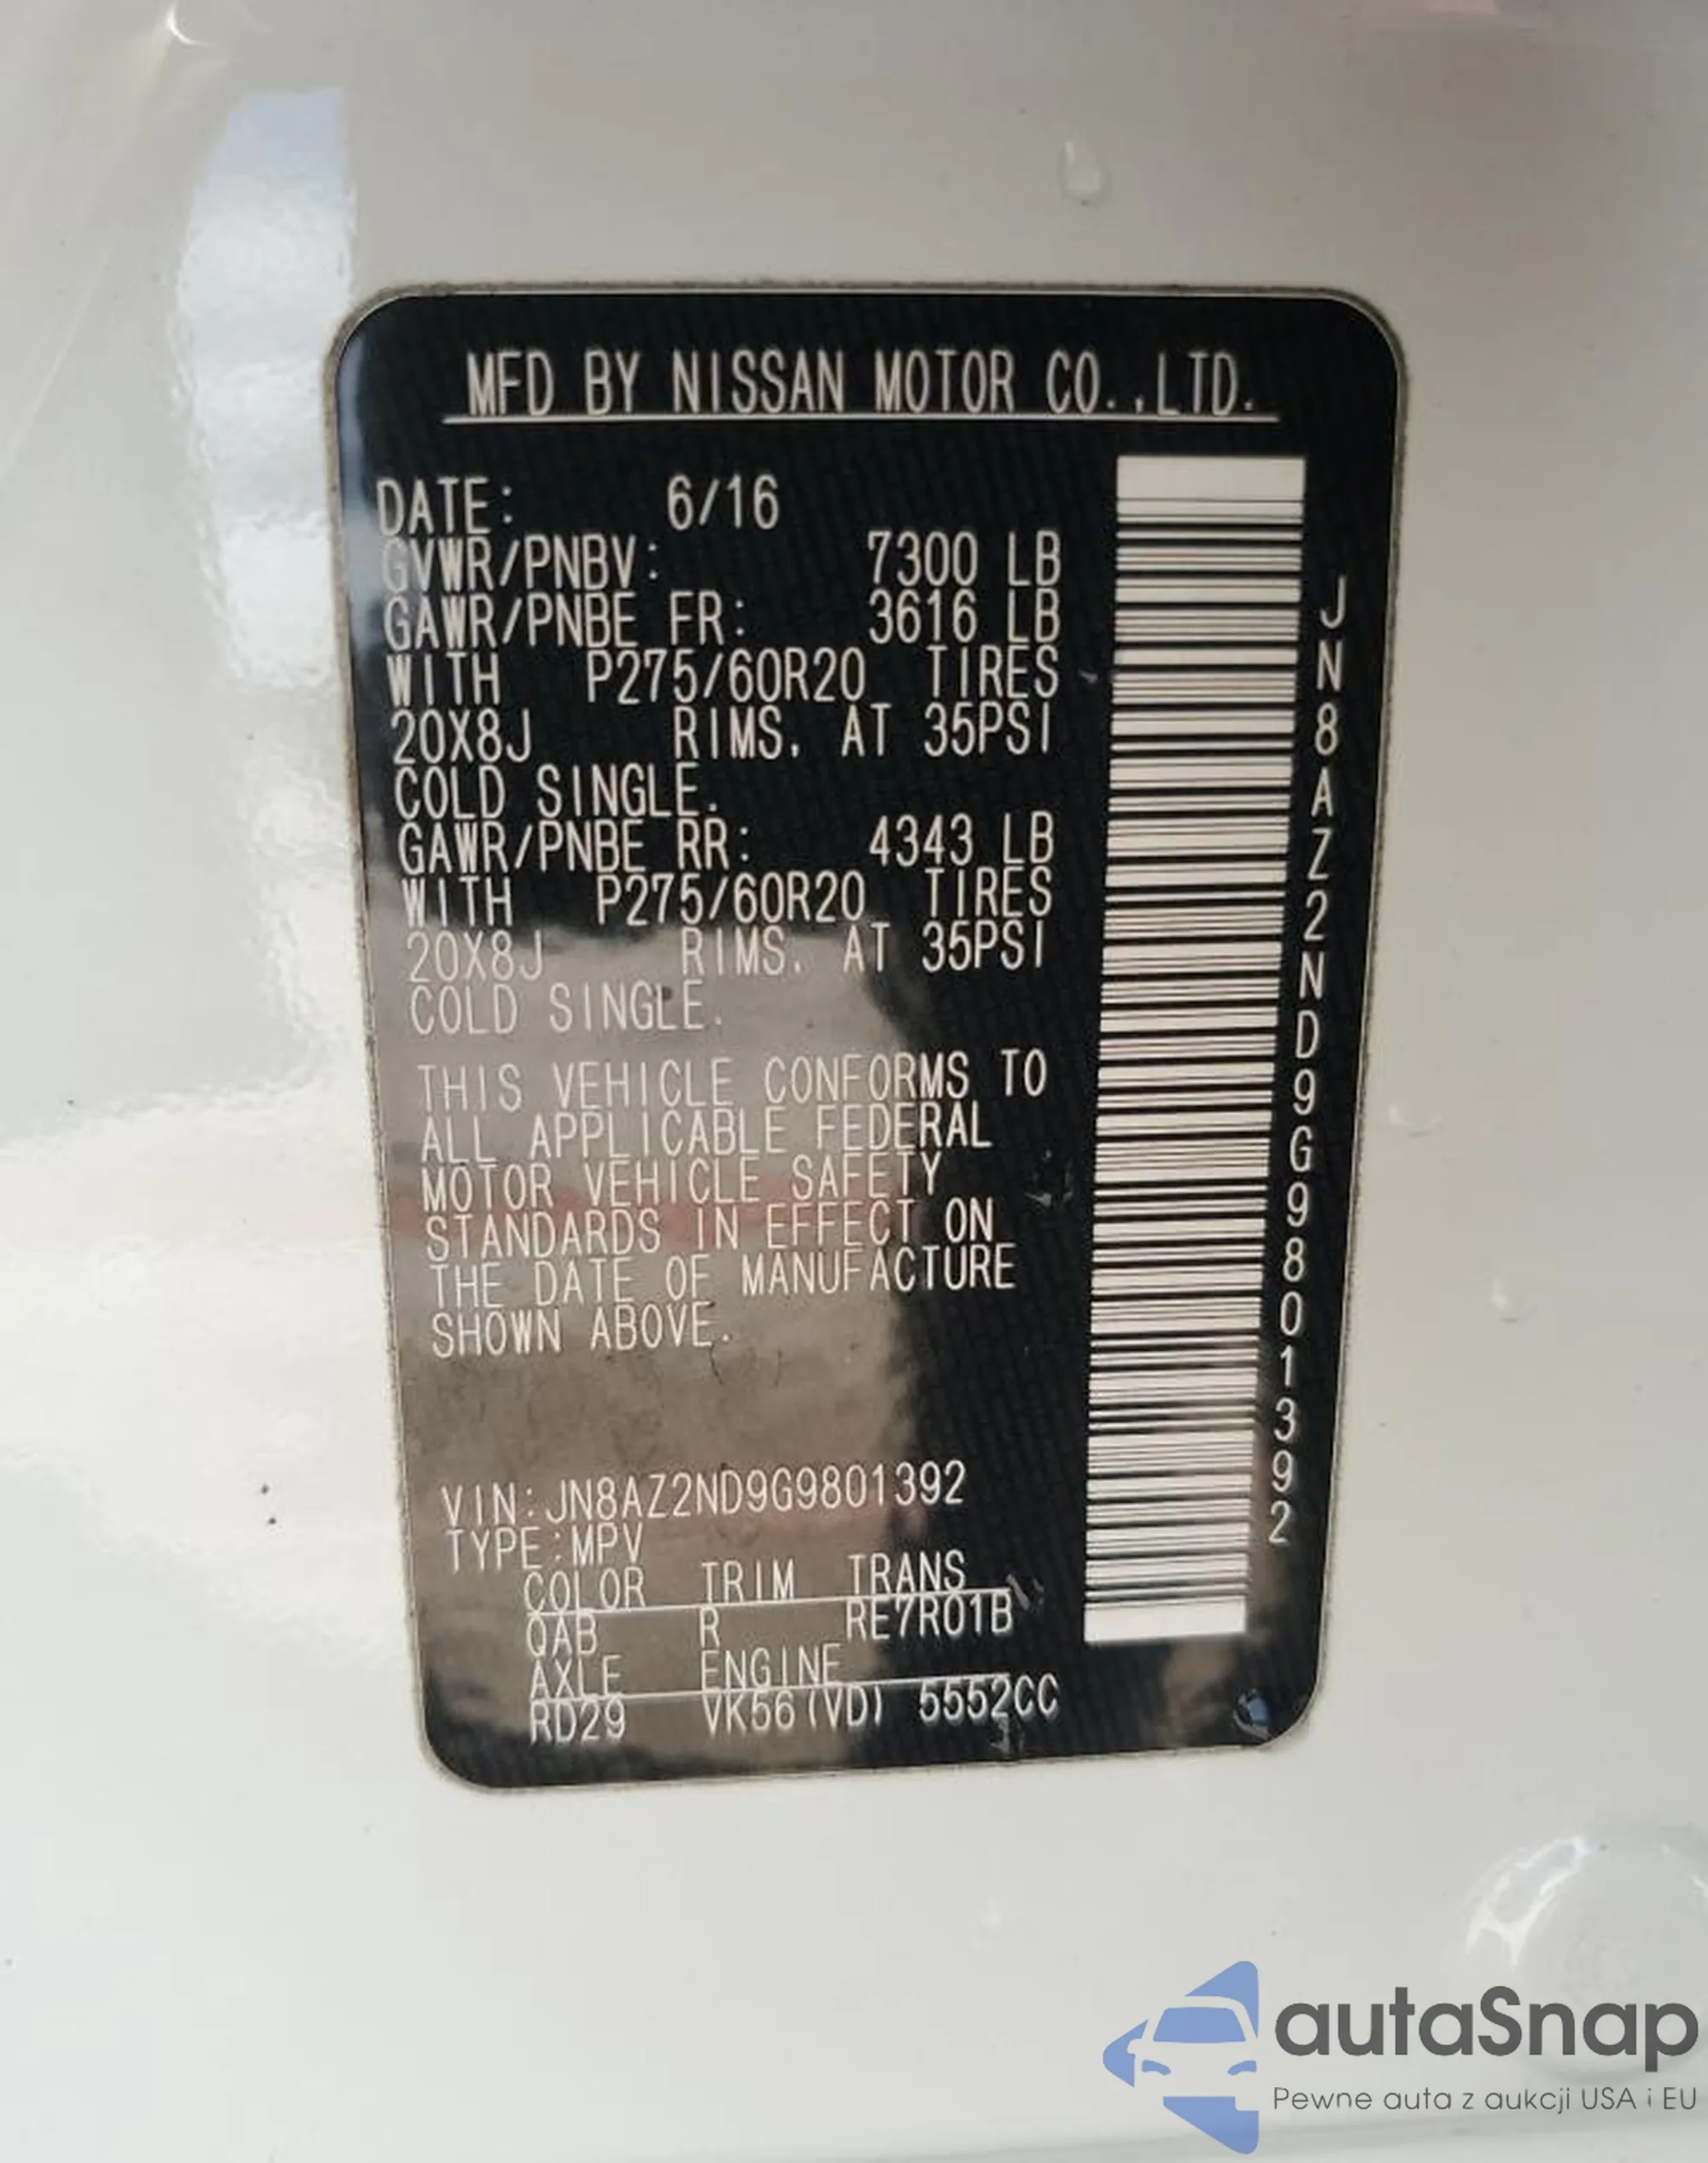 MFD BY NISSAN MOTOR CO.,LTD.
DATE: 6/16
GVWR/PNBV: 7300 LB
GAWR/PNBE FR: 3616 LB
WITH P275/60R20 TIRES
20X8J RIMS. AT 35PSI
COLD SINGLE.
GAWR/PNBE RR: 4343 LB
WITH P275/60R20 TIRES
20X8J RIMS. AT 35PSI
COLD SINGLE.
THIS VEHICLE CONFORMS TO
ALL APPLICABLE FEDERAL
MOTOR VEHICLE SAFETY
STANDARDS IN EFFECT ON
THE DATE OF MANUFACTURE
SHOWN ABOVE.
VIN:JN8AZ2ND9G9801392
TYPE:MPV
COLOR TRIM TRANS
QAB R RE7R01B
AXLE ENGINE
RD29 VK56(VD) 5552CC
JN8AZ2ND9G9801392
autaSnap
Pewne auta z aukcji USA i EU